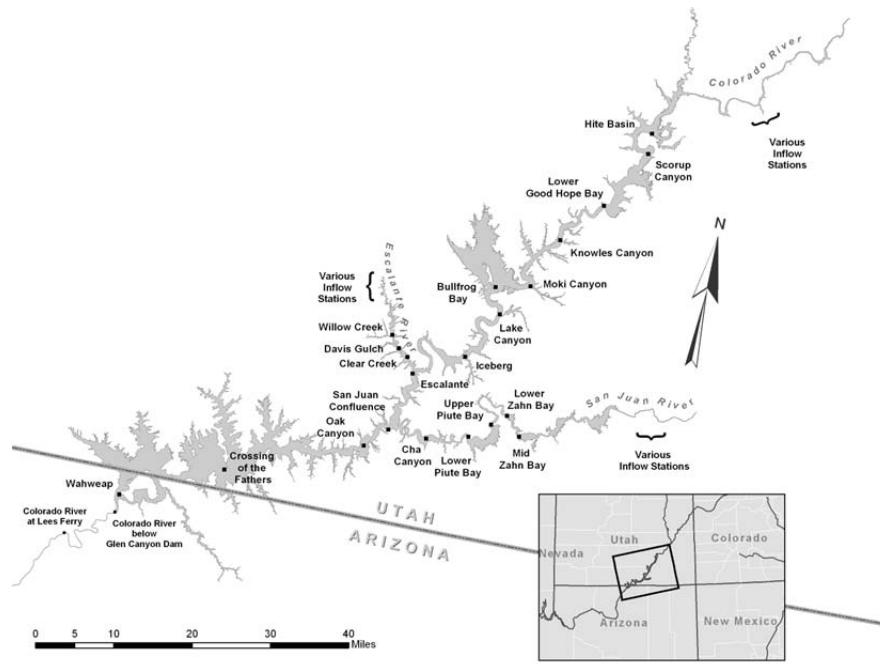 Colorado River
Hite Basin
Various
Inflow
Stations
Scorup
Canyon
Lower
Good Hope Bay
N
Knowles Canyon
Escalante River
Various
Inflow
Stations
Bullfrog
Bay
Moki Canyon
Willow Creek
Lake
Canyon
Davis Gulch
Clear Creek
Iceberg
Escalante
San Juan
Confluence
Upper
Piute Bay
Lower
Zahn Bay
San Juan River
Oak
Canyon
Cha
Canyon
Lower
Piute Bay
Mid
Zahn Bay
Various
Inflow Stations
Crossing
of the
Fathers
Wahweap
Colorado River
at Lees Ferry
Colorado River
below
Glen Canyon Dam
UTAH
ARIZONA
Nevada
Utah
Colorado
Arizona
New Mexico
0 10 20 30 40
Miles